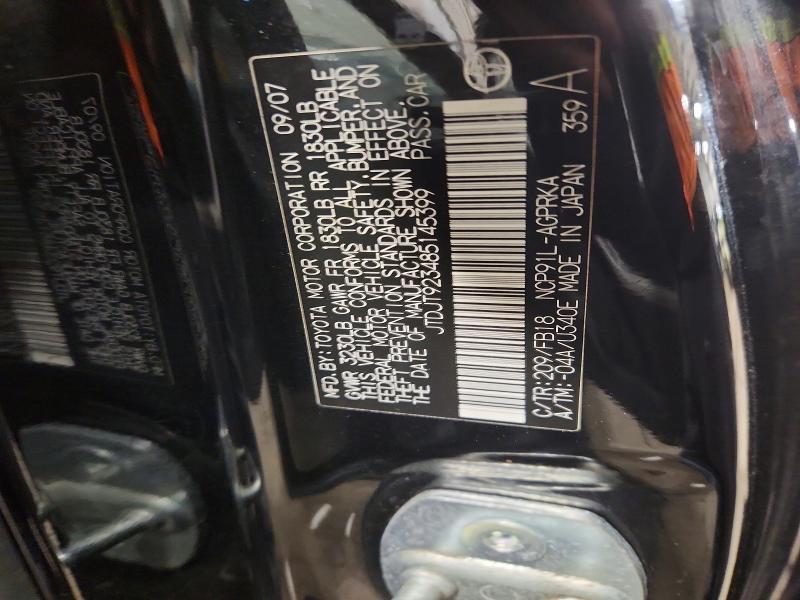 MFD. BY: TOYOTA MOTOR CORPORATION 09/07
GVWR 3230LB GAWR FR 1830LB RR 1830LB
THIS VEHICLE CONFORMS TO ALL APPLICABLE
FEDERAL MOTOR VEHICLE SAFETY, BUMPER, AND
THEFT PREVENTION STANDARDS IN EFFECT ON
THE DATE OF MANUFACTURE SHOWN ABOVE.
JTDJT923485145399 PASS. CAR
C/TR: 209/FB18 NCP91L-AGPRKA 359 A
A/TM: -04A/U340E MADE IN JAPAN